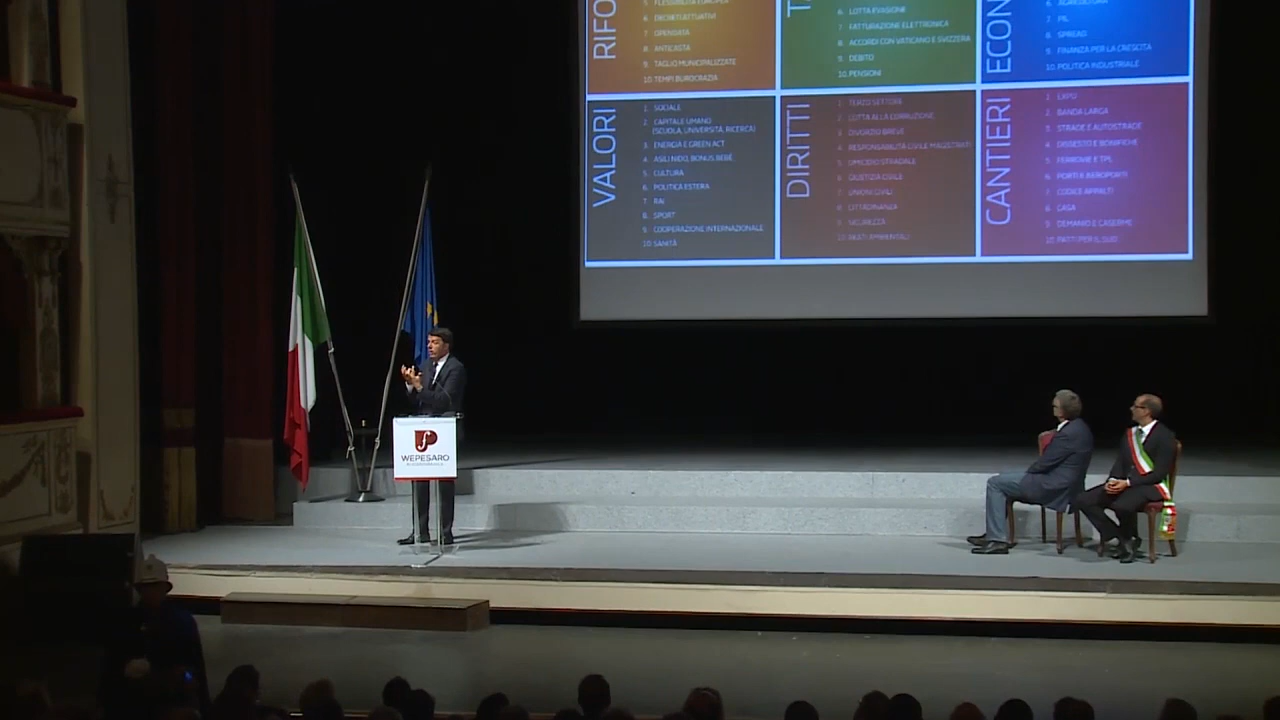 RIFO
5. FLESSIBILITÀ EUROPEA
6. DECRETI ATTUATIVI
7. OPENDATA
8. ANTICASTA
9. TAGLIO MUNICIPALIZZATE
10. TEMPI BUROCRAZIA
6. LOTTA EVASIONE
7. FATTURAZIONE ELETTRONICA
8. ACCORDI CON VATICANO E SVIZZERA
9. DEBITO
10. PENSIONI
ECON
6. AGRICOLTURA
7. PIL
8. SPREAD
9. FINANZA PER LA CRESCITA
10. POLITICA INDUSTRIALE
VALORI
1. SOCIALE
2. CAPITALE UMANO
(SCUOLA, UNIVERSITÀ, RICERCA)
3. ENERGIA E GREEN ACT
4. ASILI NIDO, BONUS BEBÈ
5. CULTURA
6. POLITICA ESTERA
7. RAI
8. SPORT
9. COOPERAZIONE INTERNAZIONALE
10. SANITÀ
DIRITTI
1. TERZO SETTORE
2. LOTTA ALLA CORRUZIONE
3. DIVORZIO BREVE
4. RESPONSABILITÀ CIVILE MAGISTRATI
5. OMICIDIO STRADALE
6. GIUSTIZIA CIVILE
7. UNIONI CIVILI
8. CITTADINANZA
9. SICUREZZA
10. REATI AMBIENTALI
CANTIERI
1. EXPO
2. BANDA LARGA
3. STRADE E AUTOSTRADE
4. DISSESTO E BONIFICHE
5. FERROVIE E TPL
6. PORTI E AEROPORTI
7. CODICE APPALTI
8. CASA
9. DEMANIO E CASERME
10. PATTI PER IL SUD
WEPESARO